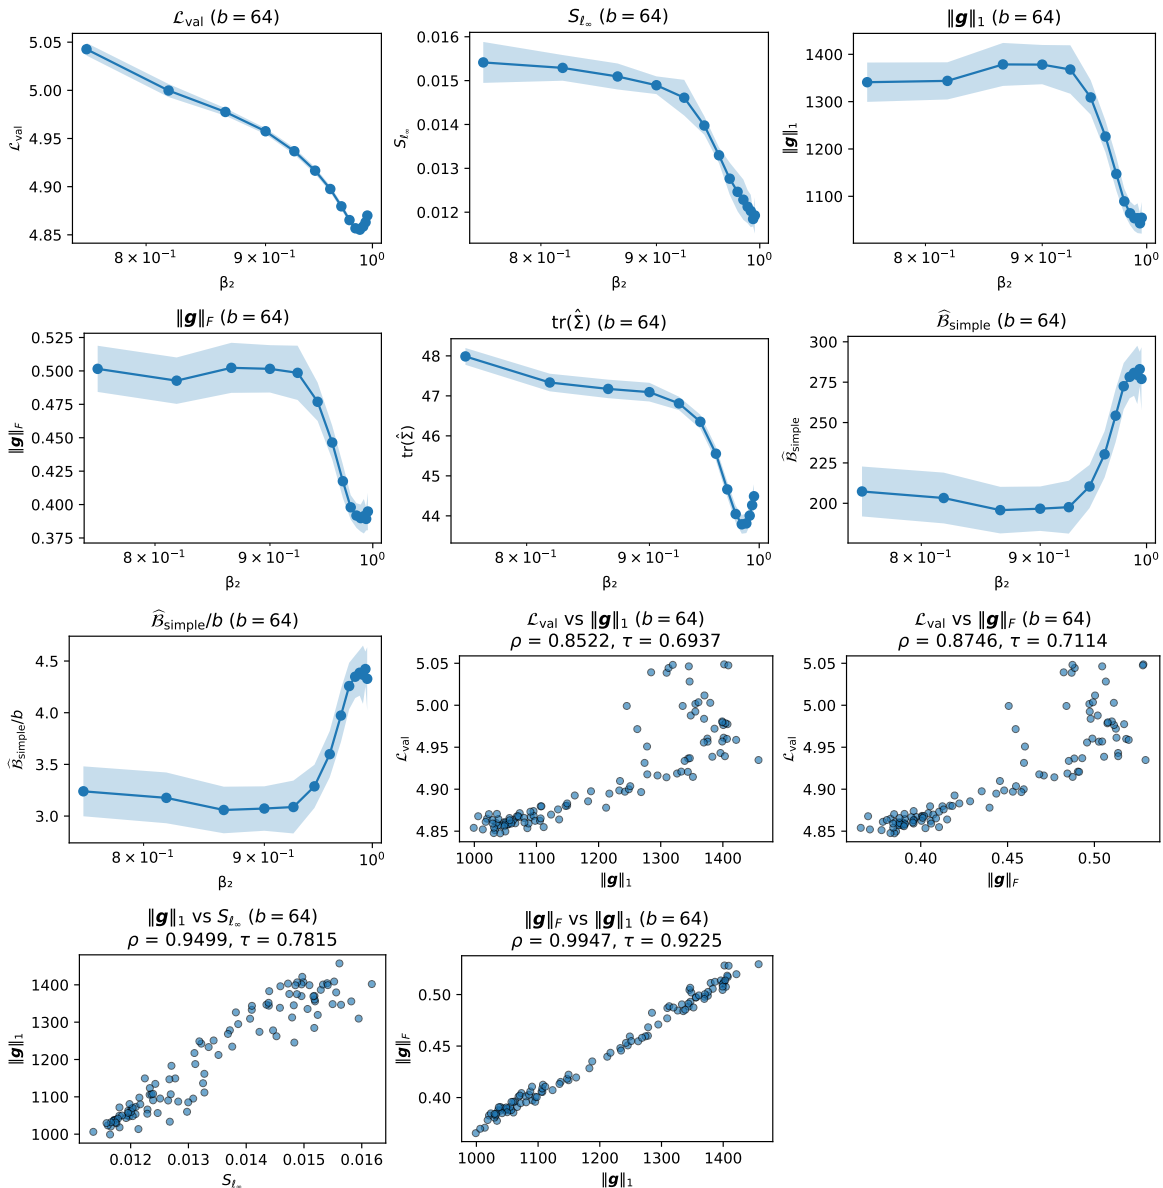 𝓛val (b = 64)
5.05
5.00
4.95
4.90
4.85
𝓛val
8 × 10⁻¹
9 × 10⁻¹
10⁰
β₂
Sℓ∞ (b = 64)
0.016
0.015
0.014
0.013
0.012
Sℓ∞
8 × 10⁻¹
9 × 10⁻¹
10⁰
β₂
‖g‖₁ (b = 64)
1400
1300
1200
1100
‖g‖₁
8 × 10⁻¹
9 × 10⁻¹
10⁰
β₂
‖g‖F (b = 64)
0.525
0.500
0.475
0.450
0.425
0.400
0.375
‖g‖F
8 × 10⁻¹
9 × 10⁻¹
10⁰
β₂
tr(Σ̂) (b = 64)
48
47
46
45
44
tr(Σ̂)
8 × 10⁻¹
9 × 10⁻¹
10⁰
β₂
𝓑̂simple (b = 64)
300
275
250
225
200
𝓑̂simple
8 × 10⁻¹
9 × 10⁻¹
10⁰
β₂
𝓑̂simple/b (b = 64)
4.5
4.0
3.5
3.0
𝓑̂simple/b
8 × 10⁻¹
9 × 10⁻¹
10⁰
β₂
𝓛val vs ‖g‖₁ (b = 64)
ρ = 0.8522, τ = 0.6937
5.05
5.00
4.95
4.90
4.85
𝓛val
1000
1100
1200
1300
1400
‖g‖₁
𝓛val vs ‖g‖F (b = 64)
ρ = 0.8746, τ = 0.7114
5.05
5.00
4.95
4.90
4.85
𝓛val
0.40
0.45
0.50
‖g‖F
‖g‖₁ vs Sℓ∞ (b = 64)
ρ = 0.9499, τ = 0.7815
1400
1300
1200
1100
1000
‖g‖₁
0.012
0.013
0.014
0.015
0.016
Sℓ∞
‖g‖F vs ‖g‖₁ (b = 64)
ρ = 0.9947, τ = 0.9225
0.50
0.45
0.40
‖g‖F
1000
1100
1200
1300
1400
‖g‖₁